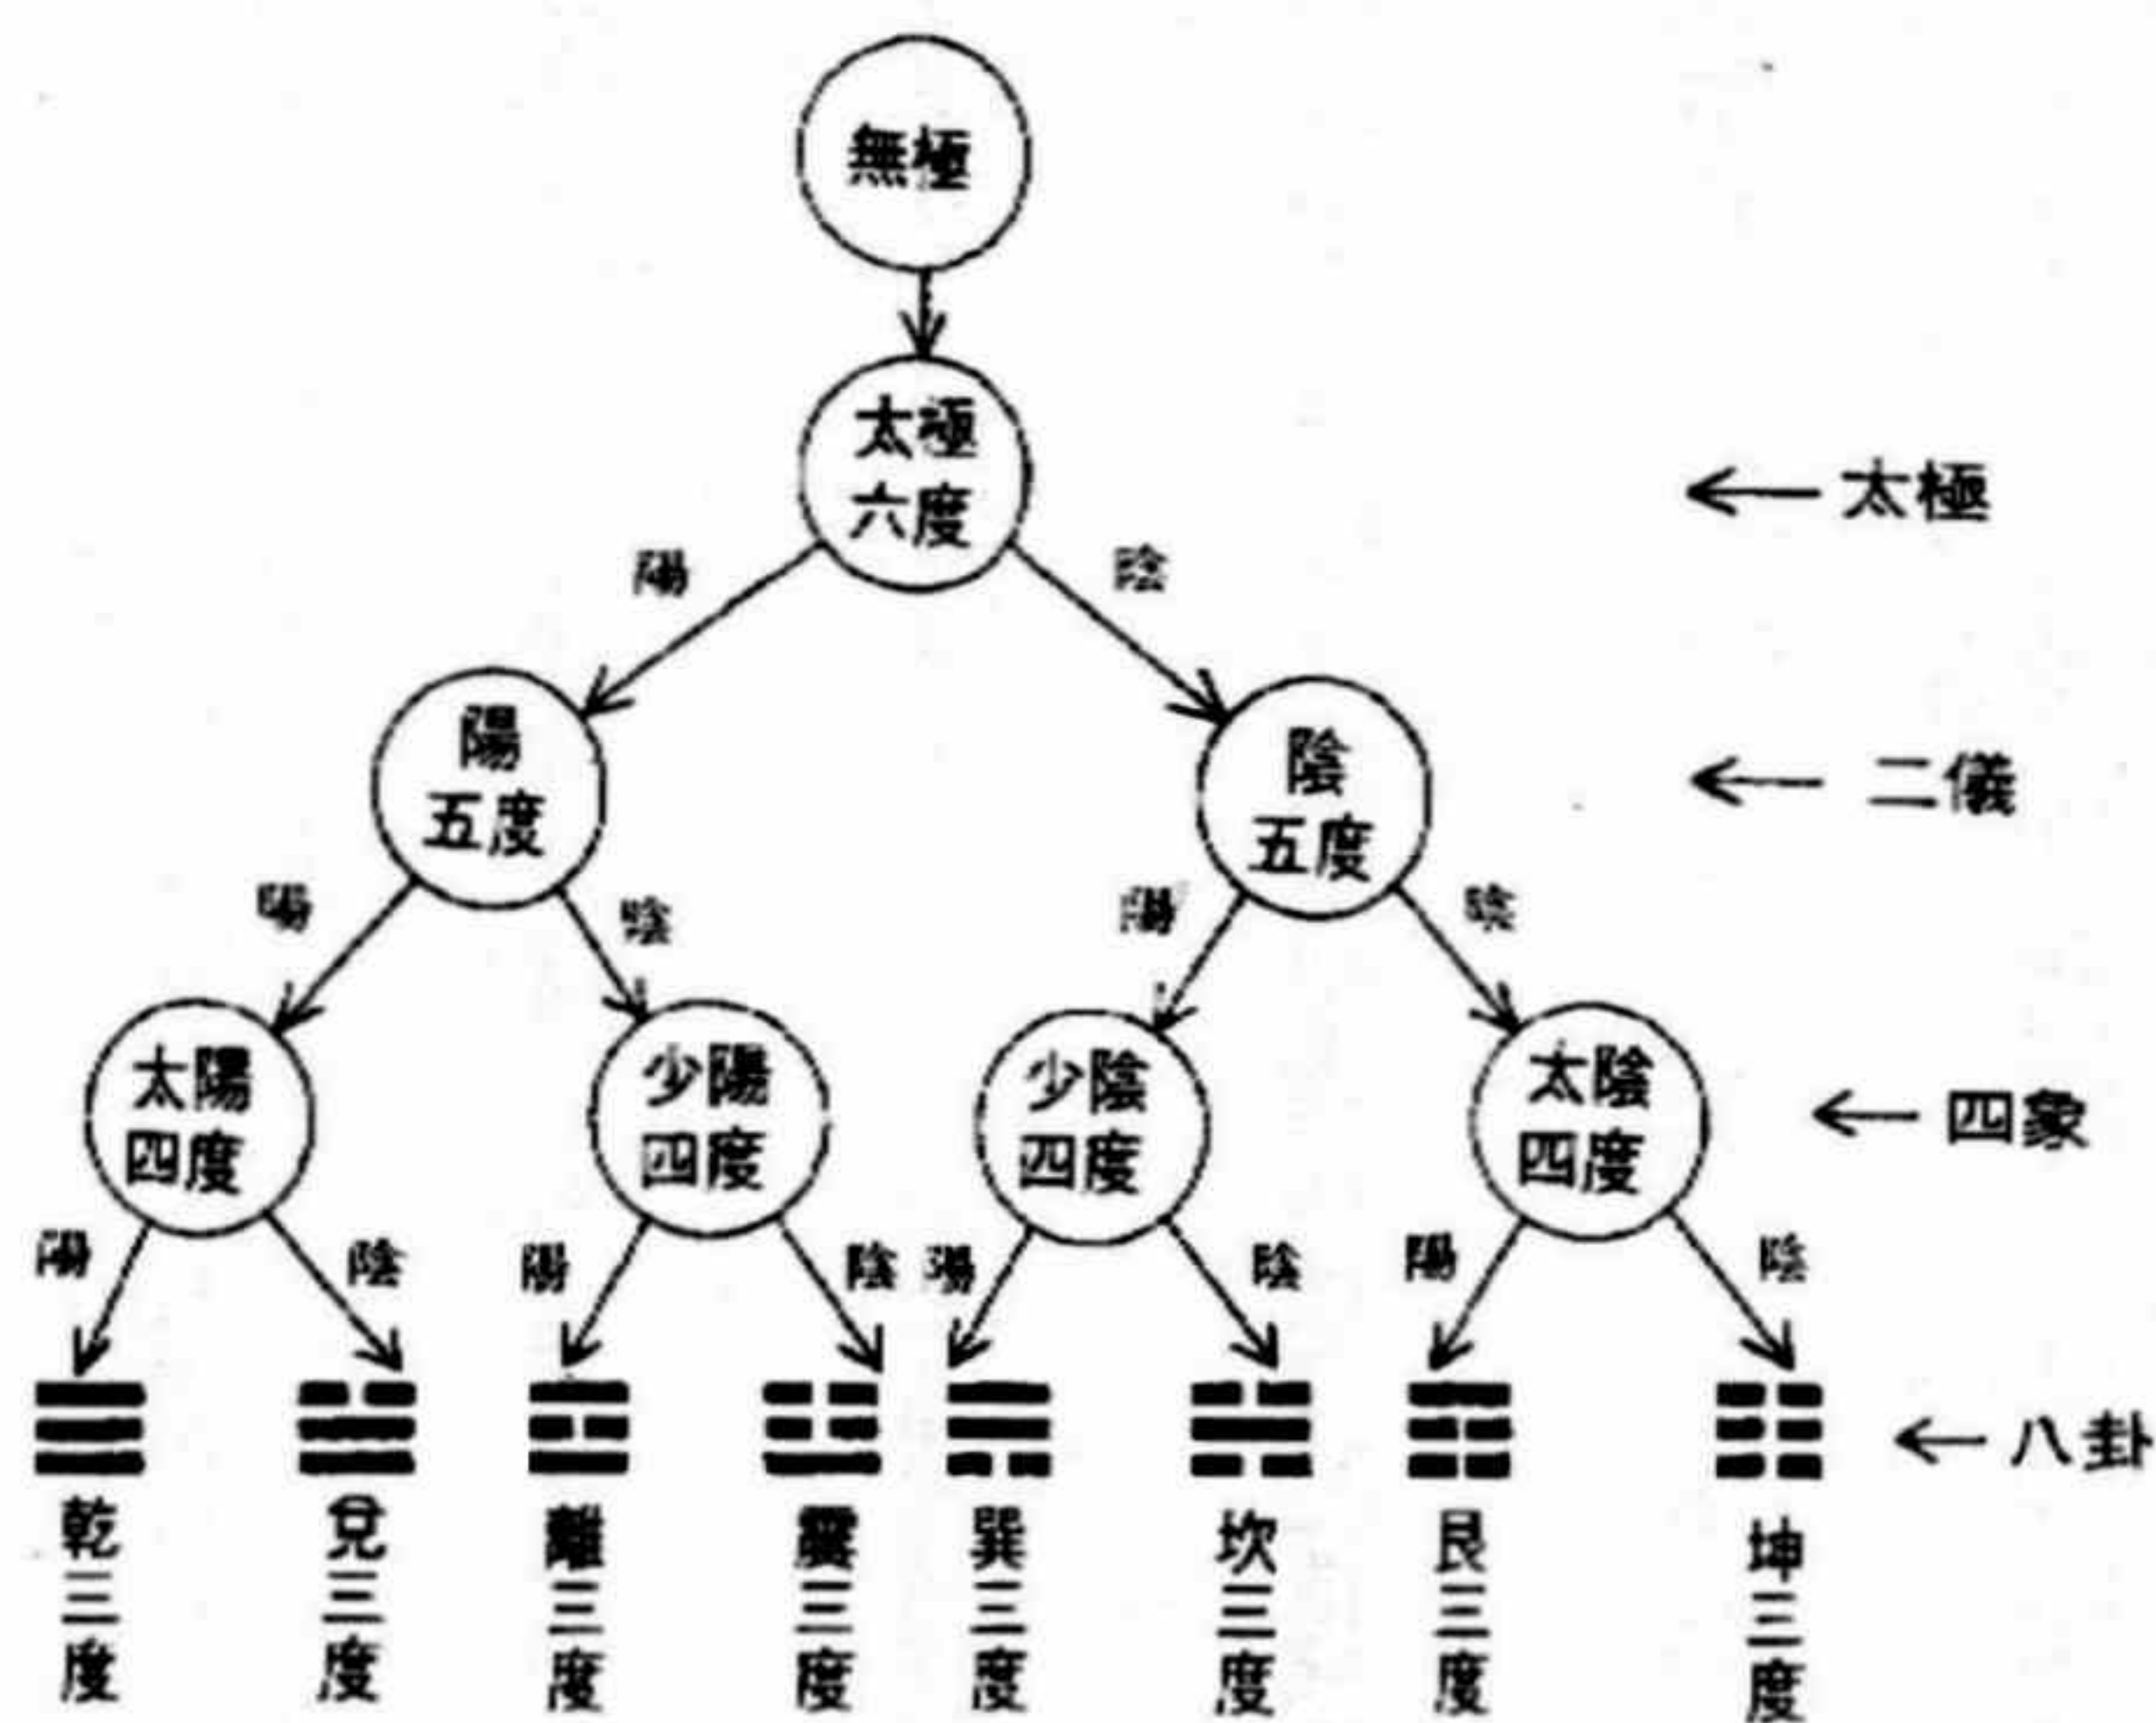 無極
太極
六度
← 太極
陽
陰
陽
五度
陰
五度
← 二儀
陽
陰
陽
陰
太陽
四度
少陽
四度
少陰
四度
太陰
四度
← 四象
陽
陰
陽
陰
陽
陰
陽
陰
← 八卦
乾三度
兌三度
離三度
震三度
巽三度
坎三度
艮三度
坤三度